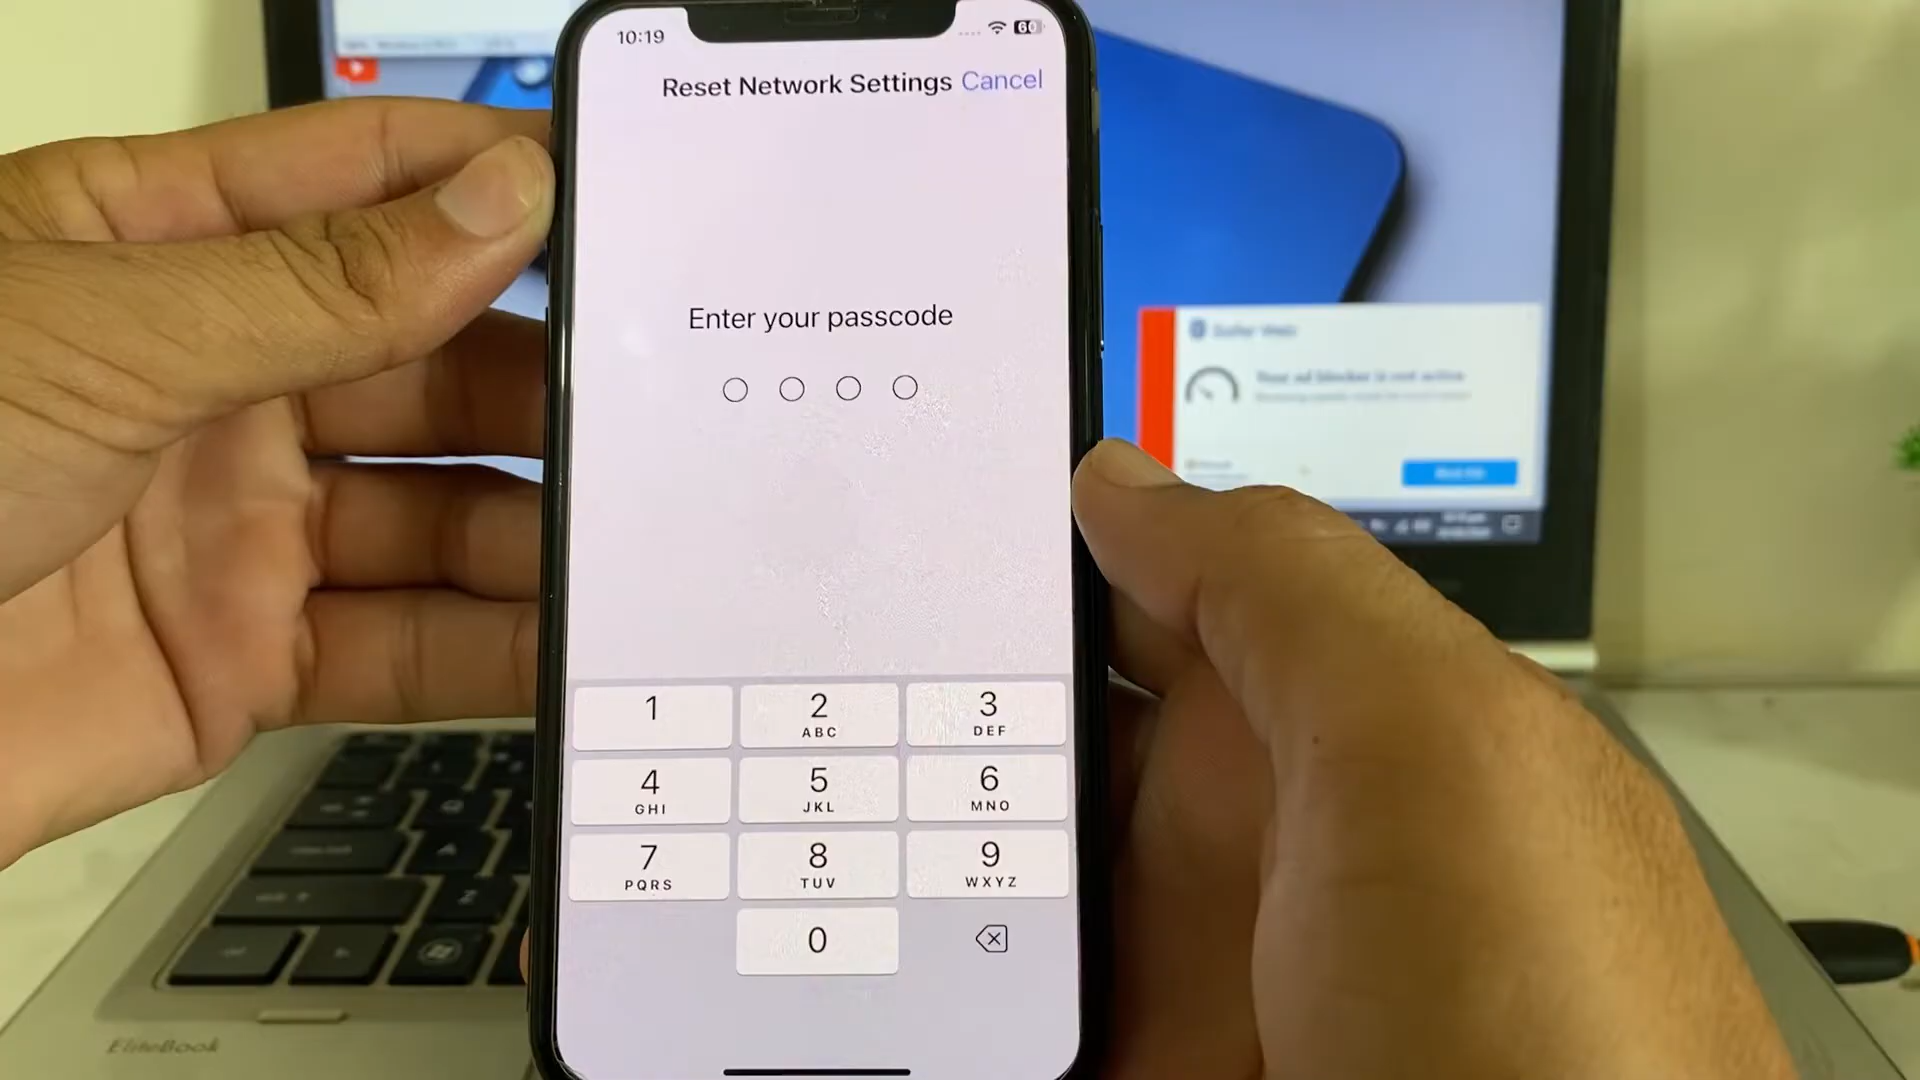 10:19
60
Reset Network Settings Cancel
Enter your passcode
1
2
ABC
3
DEF
4
GHI
5
JKL
6
MNO
7
PQRS
8
TUV
9
WXYZ
0
EliteBook
Q
A
Z